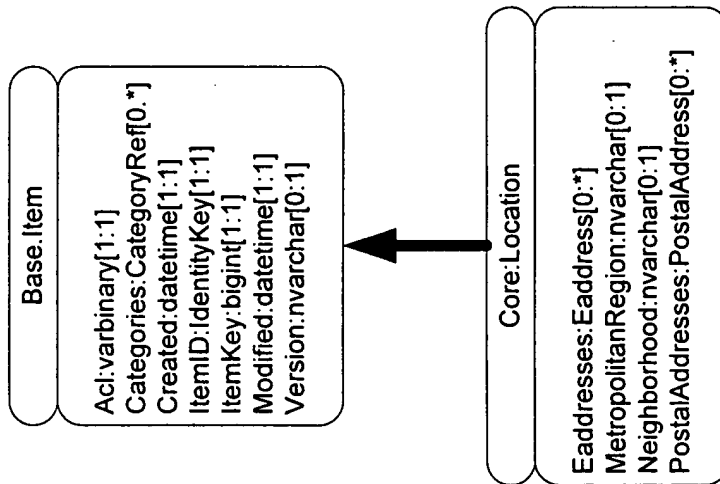 Base.Item
Acl:varbinary[1:1]
Categories:CategoryRef[0.*]
Created:datetime[1:1]
ItemID:IdentityKey[1:1]
ItemKey:bigint[1:1]
Modified:datetime[1:1]
Version:nvarchar[0:1]
Core:Location
Eaddresses:Eaddress[0:*]
MetropolitanRegion:nvarchar[0:1]
Neighborhood:nvarchar[0:1]
PostalAddresses:PostalAddress[0:*]